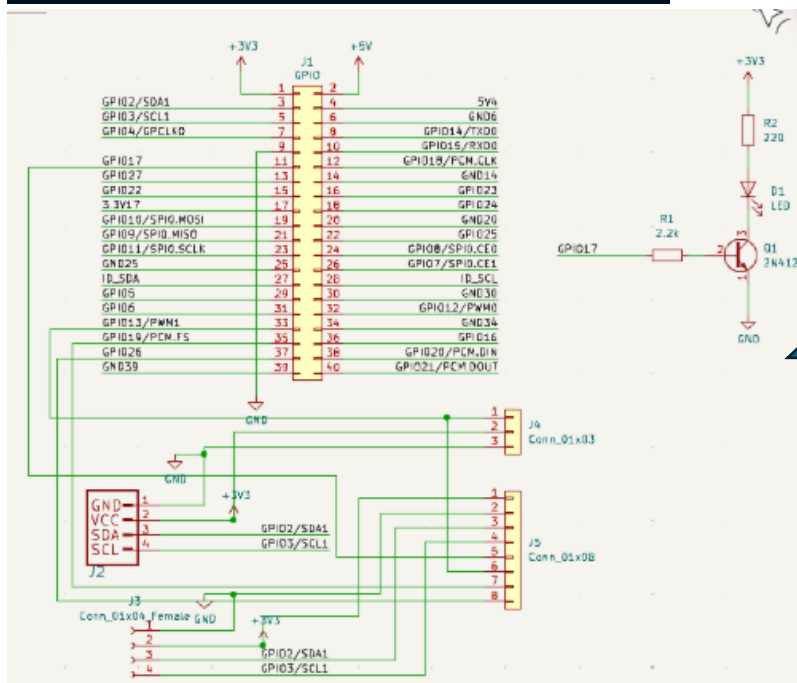 +3V3 J1 +5V
GPIO
1 2
GPIO2/SDA1 3 4 5V4
GPIO3/SCL1 5 6 GND6
GPIO4/GPCLK0 7 8 GPIO14/TXD0
9 10 GPIO15/RXD0
GPIO17 11 12 GPIO18/PCM.CLK
GPIO27 13 14 GND14
GPIO22 15 16 GPIO23
3.3V17 17 18 GPIO24
GPIO10/SPI0.MOSI 19 20 GND20
GPIO9/SPI0.MISO 21 22 GPIO25
GPIO11/SPI0.SCLK 23 24 GPIO8/SPI0.CE0
GND25 25 26 GPIO7/SPI0.CE1
ID_SDA 27 28 ID_SCL
GPIO5 29 30 GND30
GPIO6 31 32 GPIO12/PWM0
GPIO13/PWM1 33 34 GND34
GPIO19/PCM.FS 35 36 GPIO16
GPIO26 37 38 GPIO20/PCM.DIN
GND39 39 40 GPIO21/PCM.DOUT
GND
+3V3
R2
220
D1
LED
R1
2.2k
GPIO17
2 3 1
Q1
2N412
GND
1
2
3
J4
Conn_01x03
GND
+3V3
GND 1
VCC 2
SDA 3 GPIO2/SDA1
SCL 4 GPIO3/SCL1
J2
1
2
3
4
5
6
7
8
J5
Conn_01x08
J3
Conn_01x04_Female
GND
+3V3
1
2
3 GPIO2/SDA1
4 GPIO3/SCL1